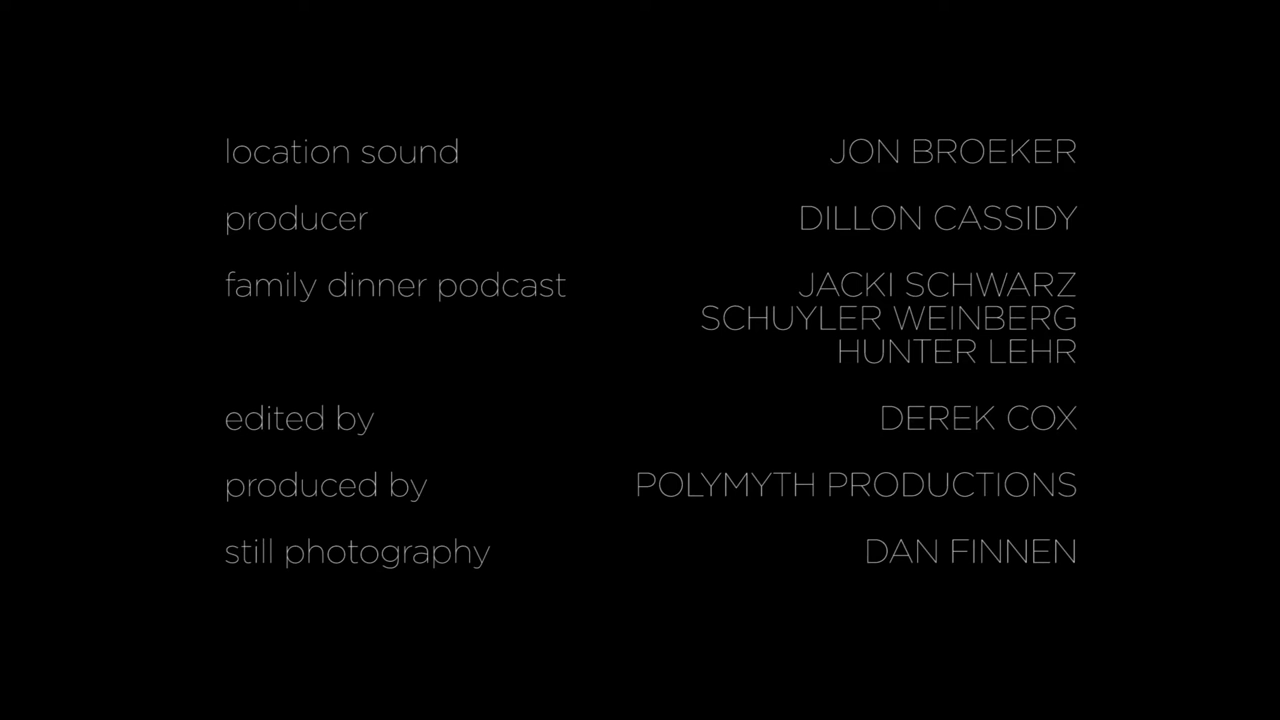 location sound JON BROEKER
producer DILLON CASSIDY
family dinner podcast JACKI SCHWARZ
SCHUYLER WEINBERG
HUNTER LEHR
edited by DEREK COX
produced by POLYMYTH PRODUCTIONS
still photography DAN FINNEN